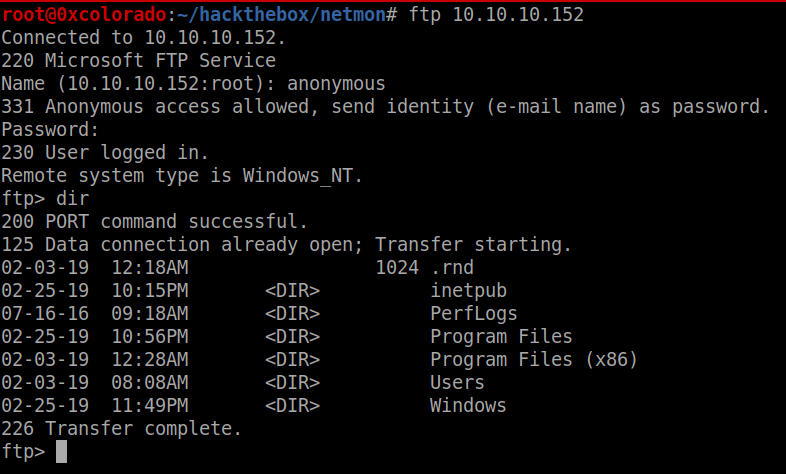 root@0xcolorado:~/hackthebox/netmon# ftp 10.10.10.152
Connected to 10.10.10.152.
220 Microsoft FTP Service
Name (10.10.10.152:root): anonymous
331 Anonymous access allowed, send identity (e-mail name) as password.
Password:
230 User logged in.
Remote system type is Windows_NT.
ftp> dir
200 PORT command successful.
125 Data connection already open; Transfer starting.
02-03-19  12:18AM                 1024 .rnd
02-25-19  10:15PM       <DIR>          inetpub
07-16-16  09:18AM       <DIR>          PerfLogs
02-25-19  10:56PM       <DIR>          Program Files
02-03-19  12:28AM       <DIR>          Program Files (x86)
02-03-19  08:08AM       <DIR>          Users
02-25-19  11:49PM       <DIR>          Windows
226 Transfer complete.
ftp>